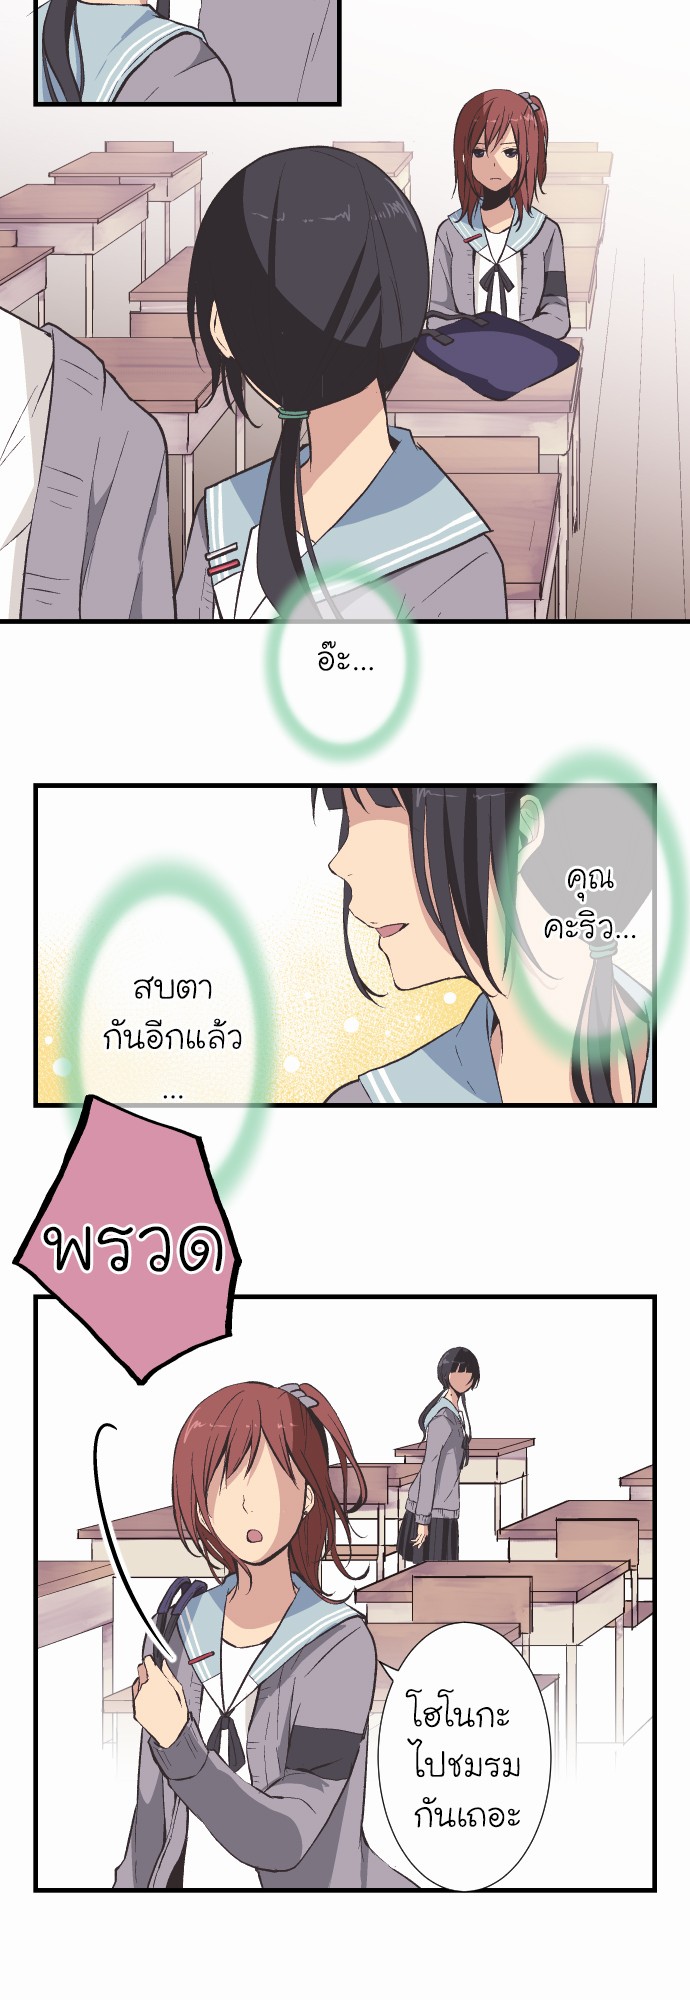 อ๊ะ...
คุณ
คะริว...
สบตา
กันอีกแล้ว
...
พรวด
โฮโนกะ
ไปชมรม
กันเถอะ